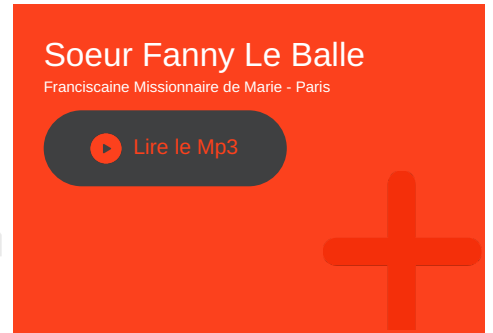 Soeur Fanny Le Balle
Franciscaine Missionnaire de Marie - Paris
Lire le Mp3